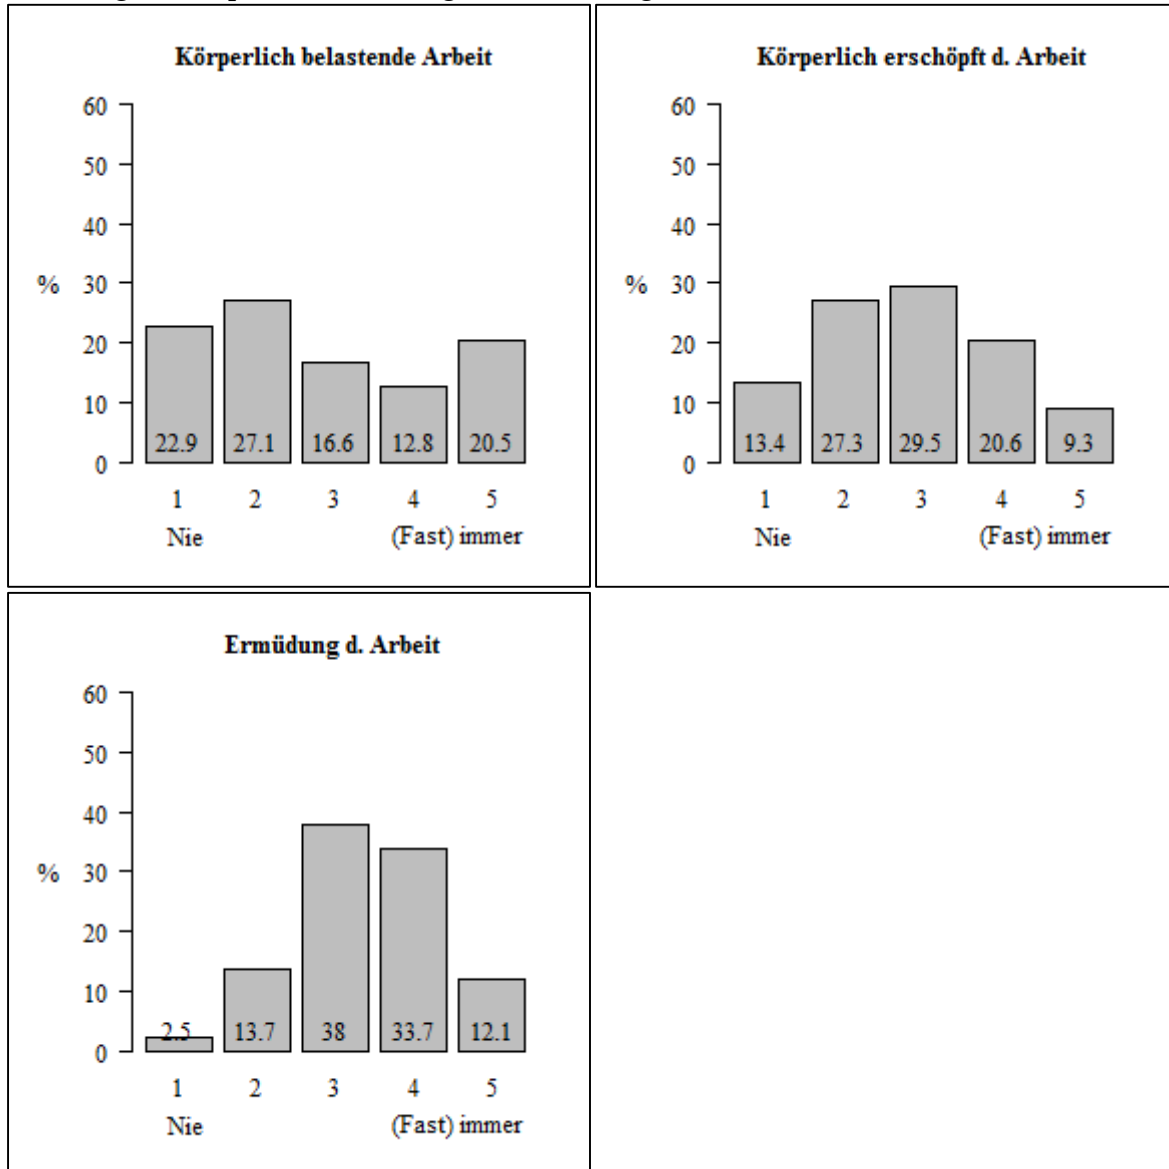 Körperlich belastende Arbeit
60
50
40
% 30
20
10
0
22.9 27.1 16.6 12.8 20.5
1 2 3 4 5
Nie (Fast) immer
Körperlich erschöpft d. Arbeit
60
50
40
% 30
20
10
0
13.4 27.3 29.5 20.6 9.3
1 2 3 4 5
Nie (Fast) immer
Ermüdung d. Arbeit
60
50
40
% 30
20
10
0
2.5 13.7 38 33.7 12.1
1 2 3 4 5
Nie (Fast) immer